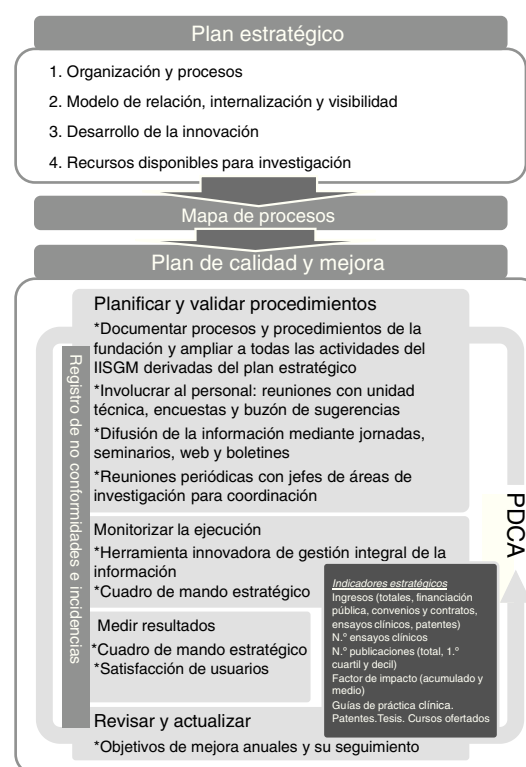 Plan estratégico
1. Organización y procesos
2. Modelo de relación, internalización y visibilidad
3. Desarrollo de la innovación
4. Recursos disponibles para investigación
Mapa de procesos
Plan de calidad y mejora
Registro de no conformidades e incidencias
Planificar y validar procedimientos
*Documentar procesos y procedimientos de la
fundación y ampliar a todas las actividades del
IISGM derivadas del plan estratégico
*Involucrar al personal: reuniones con unidad
técnica, encuestas y buzón de sugerencias
*Difusión de la información mediante jornadas,
seminarios, web y boletines
*Reuniones periódicas con jefes de áreas de
investigación para coordinación
Monitorizar la ejecución
*Herramienta innovadora de gestión integral de la
información
*Cuadro de mando estratégico
Medir resultados
*Cuadro de mando estratégico
*Satisfacción de usuarios
Revisar y actualizar
*Objetivos de mejora anuales y su seguimiento
Indicadores estratégicos
Ingresos (totales, financiación
pública, convenios y contratos,
ensayos clínicos, patentes)
N.º ensayos clínicos
N.º publicaciones (total, 1.º
cuartil y decil)
Factor de impacto (acumulado y
medio)
Guías de práctica clínica.
Patentes.Tesis. Cursos ofertados
PDCA